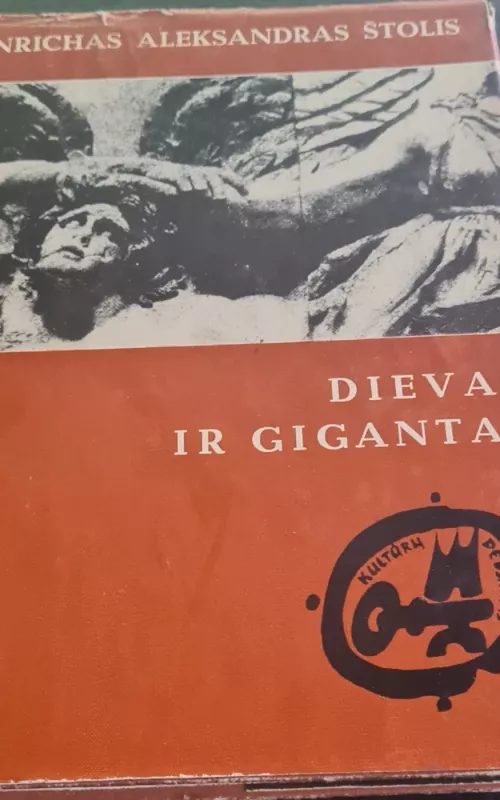 NRICHAS ALEKSANDRAS ŠTOLIS
DIEVA
IR GIGANTA
KULTŪRŲ